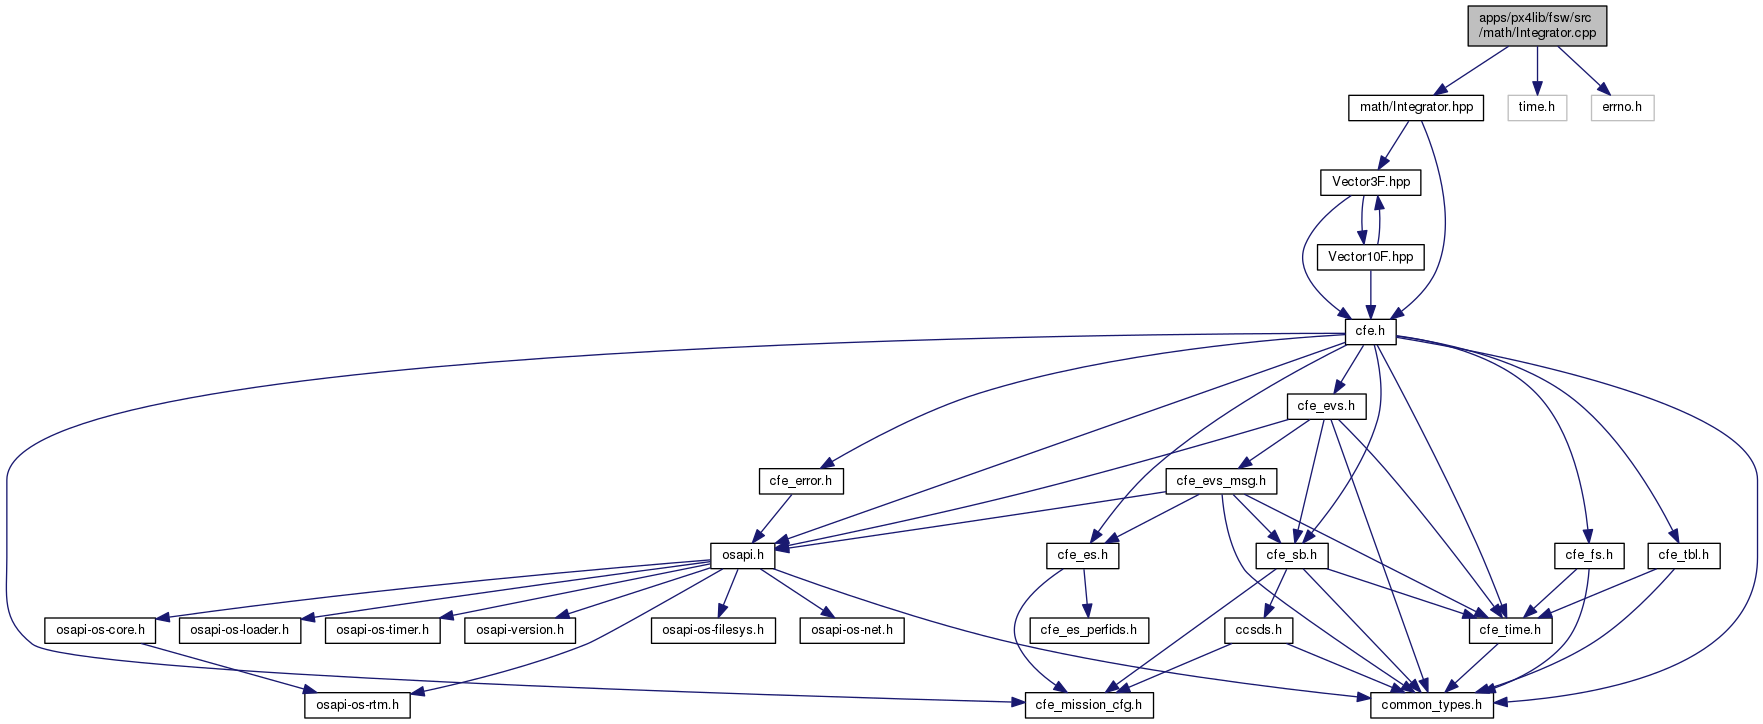 apps/px4lib/fsw/src
/math/Integrator.cpp
math/Integrator.hpp
time.h
errno.h
Vector3F.hpp
Vector10F.hpp
cfe.h
cfe_evs.h
cfe_error.h
cfe_evs_msg.h
osapi.h
cfe_es.h
cfe_sb.h
cfe_fs.h
cfe_tbl.h
osapi-os-core.h
osapi-os-loader.h
osapi-os-timer.h
osapi-version.h
osapi-os-filesys.h
osapi-os-net.h
cfe_es_perfids.h
ccsds.h
cfe_time.h
osapi-os-rtm.h
cfe_mission_cfg.h
common_types.h